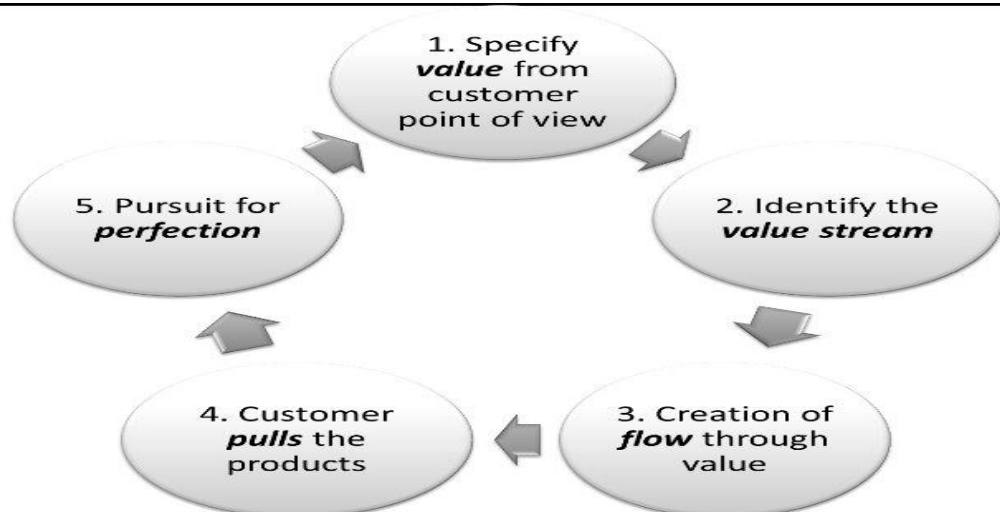 1. Specify
value from
customer
point of view
2. Identify the
value stream
3. Creation of
flow through
value
4. Customer
pulls the
products
5. Pursuit for
perfection